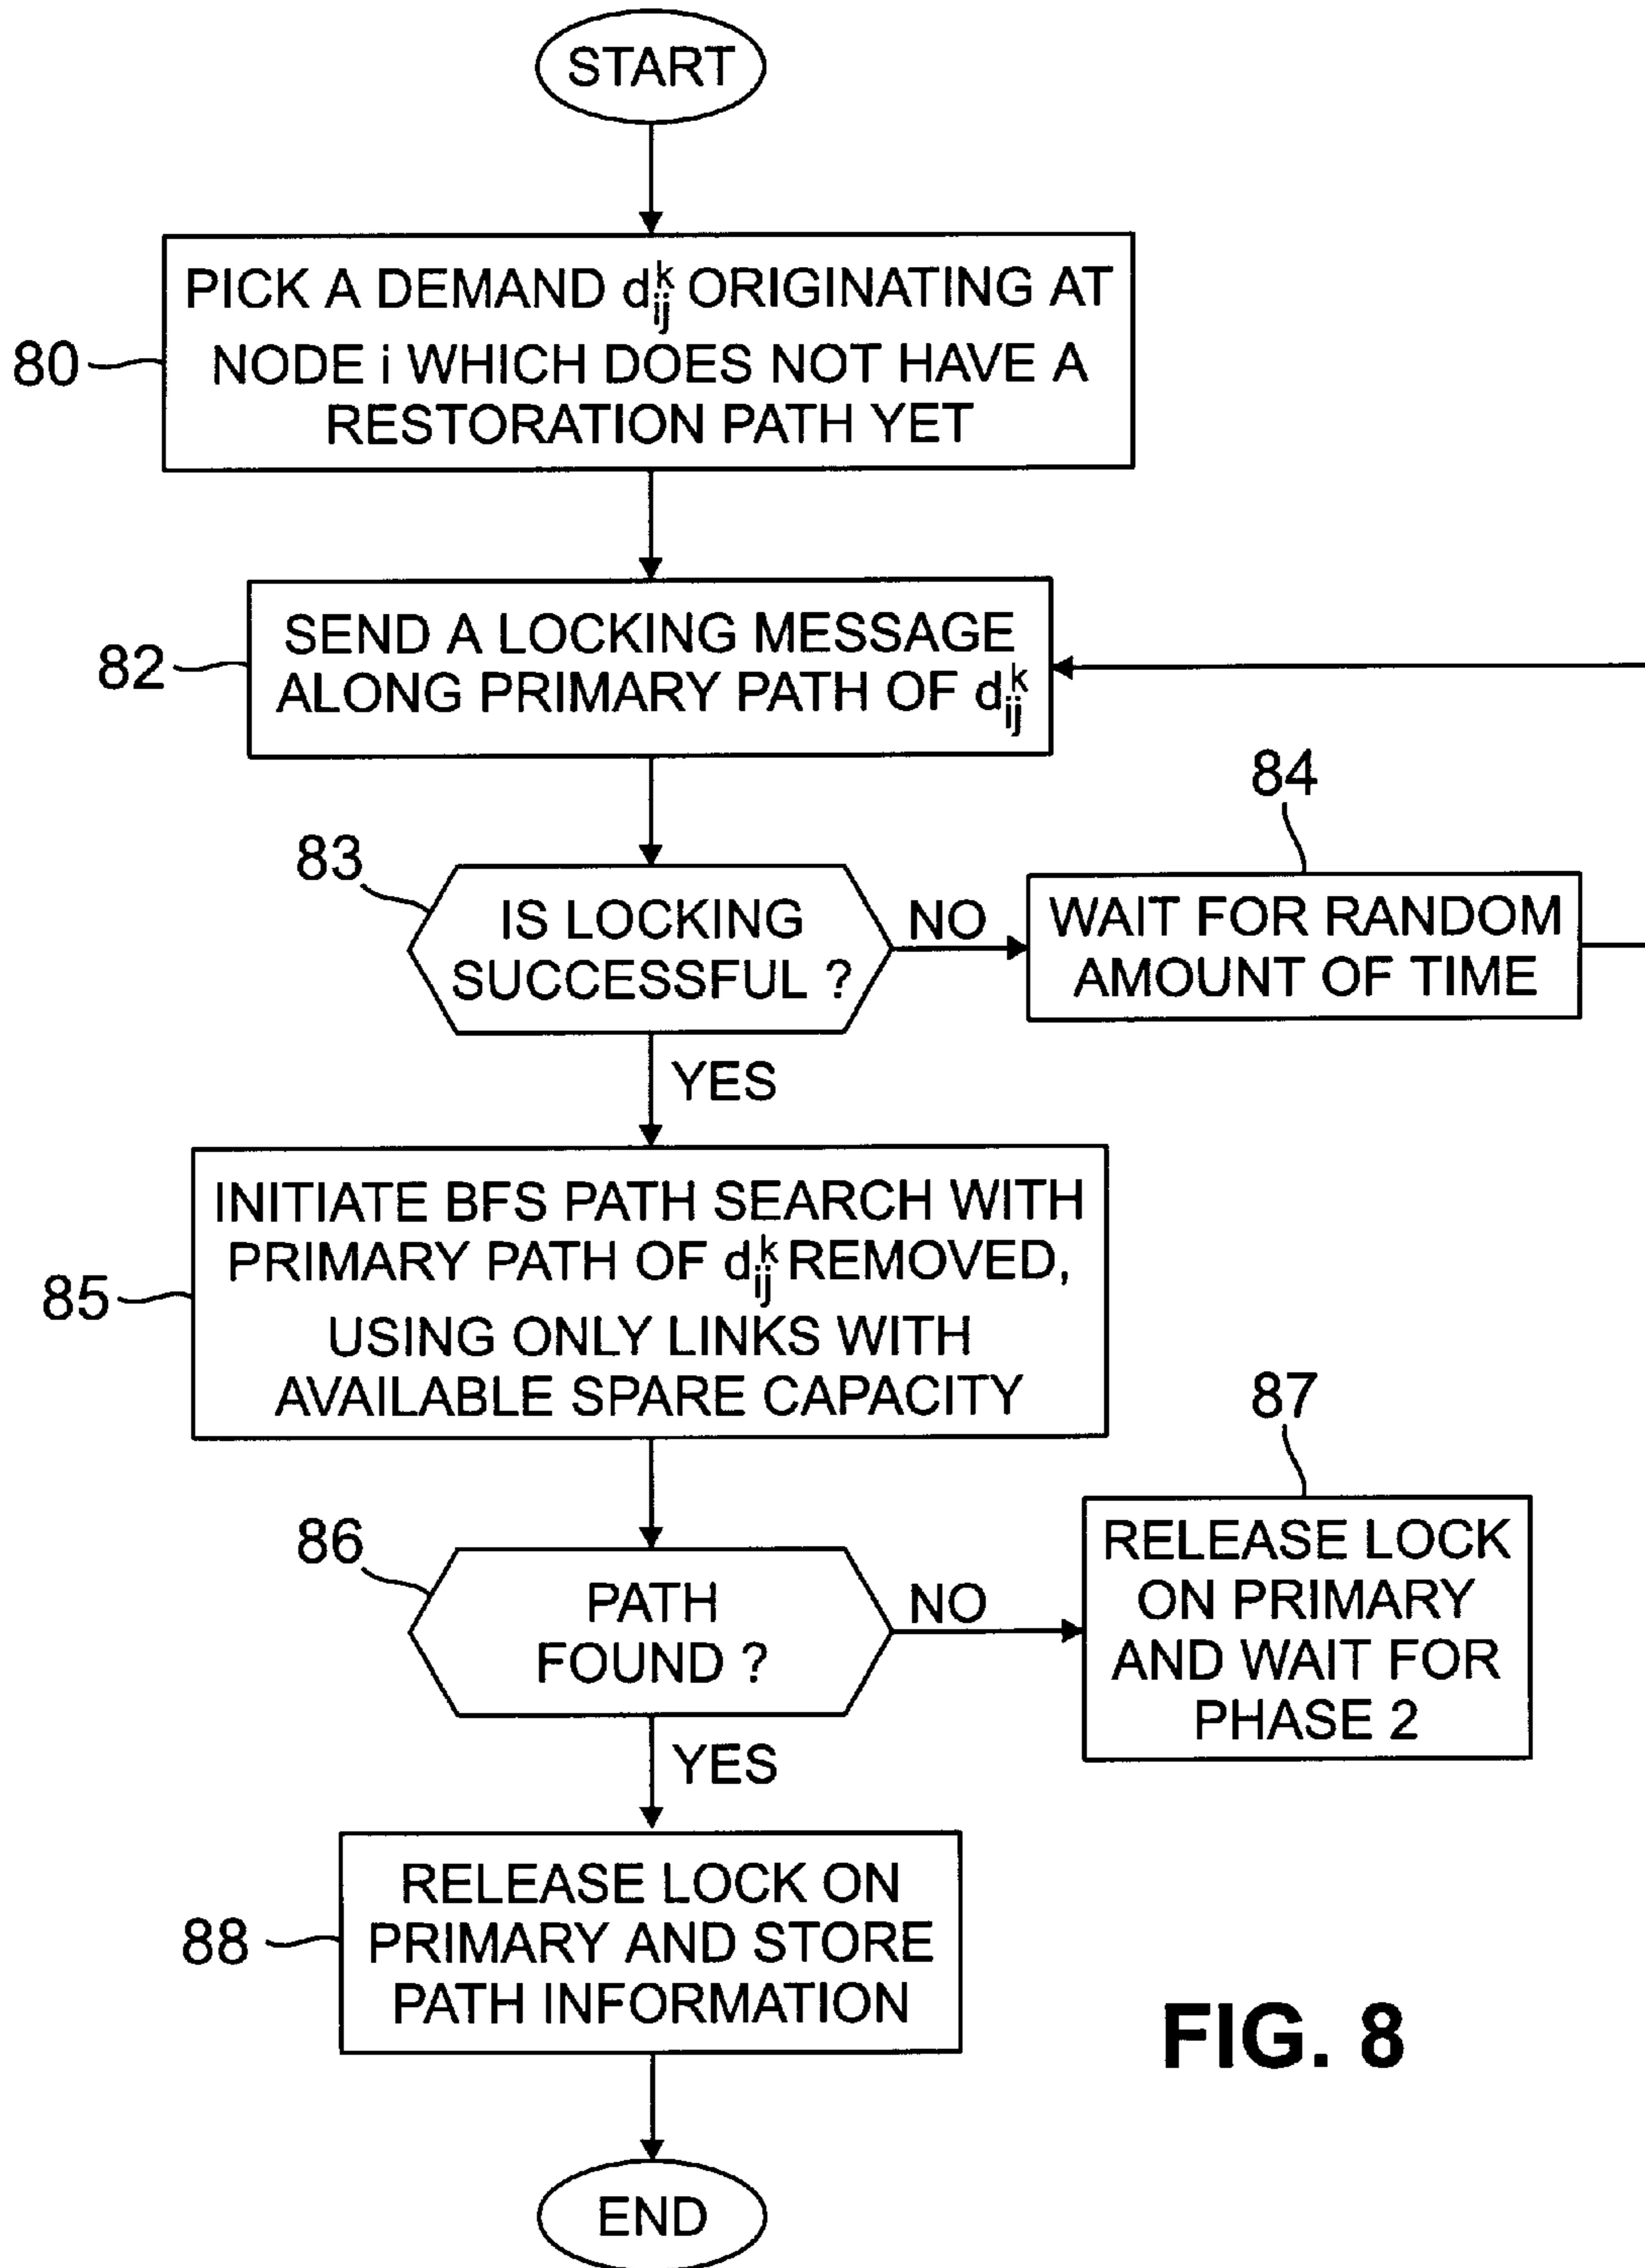 START
PICK A DEMAND d_ij^k ORIGINATING AT
NODE i WHICH DOES NOT HAVE A
RESTORATION PATH YET
80
SEND A LOCKING MESSAGE
ALONG PRIMARY PATH OF d_ij^k
82
83
IS LOCKING
SUCCESSFUL ?
NO
84
WAIT FOR RANDOM
AMOUNT OF TIME
YES
INITIATE BFS PATH SEARCH WITH
PRIMARY PATH OF d_ij^k REMOVED,
USING ONLY LINKS WITH
AVAILABLE SPARE CAPACITY
85
86
PATH
FOUND ?
NO
87
RELEASE LOCK
ON PRIMARY
AND WAIT FOR
PHASE 2
YES
RELEASE LOCK ON
PRIMARY AND STORE
PATH INFORMATION
88
END
FIG. 8